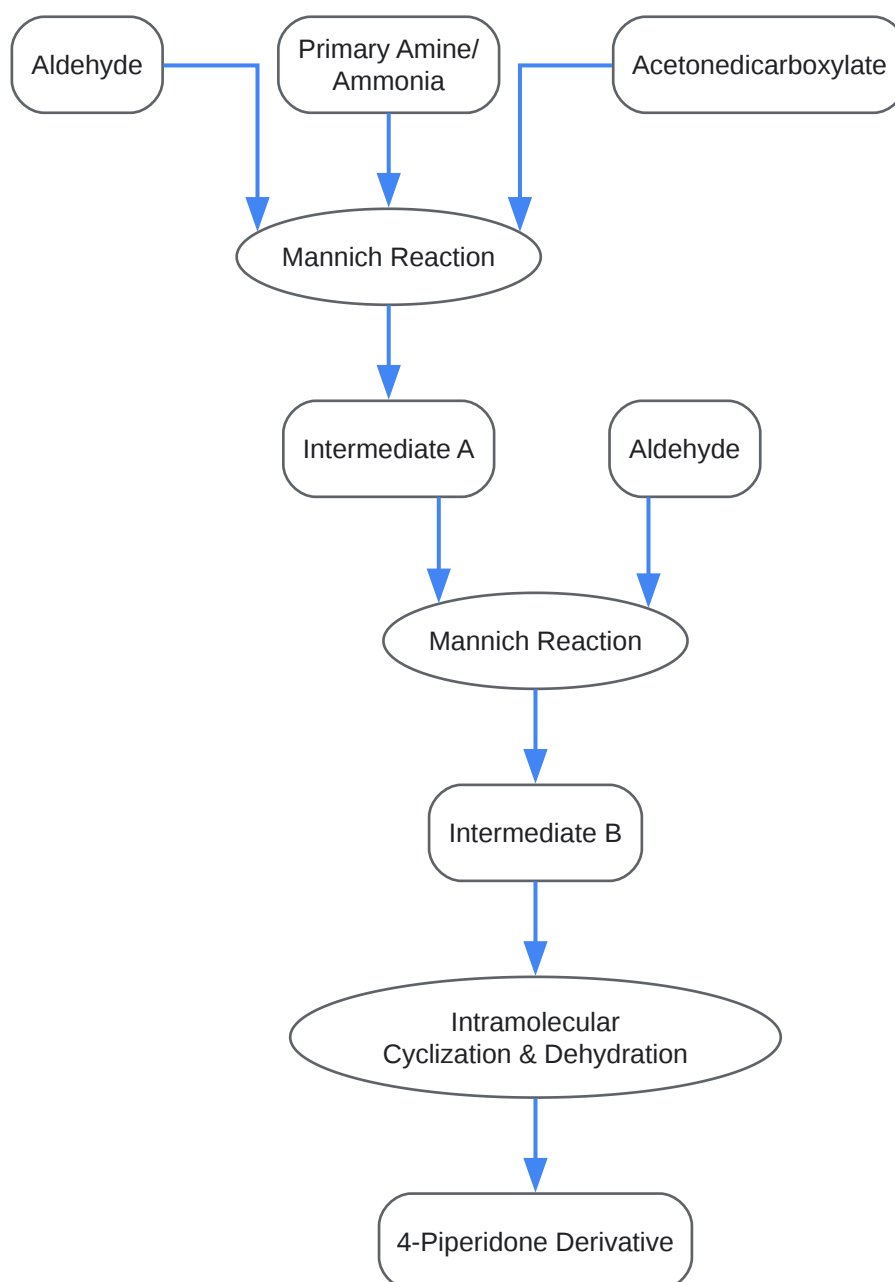 Aldehyde
Primary Amine/
Ammonia
Acetonedicarboxylate
Mannich Reaction
Intermediate A
Aldehyde
Mannich Reaction
Intermediate B
Intramolecular
Cyclization & Dehydration
4-Piperidone Derivative